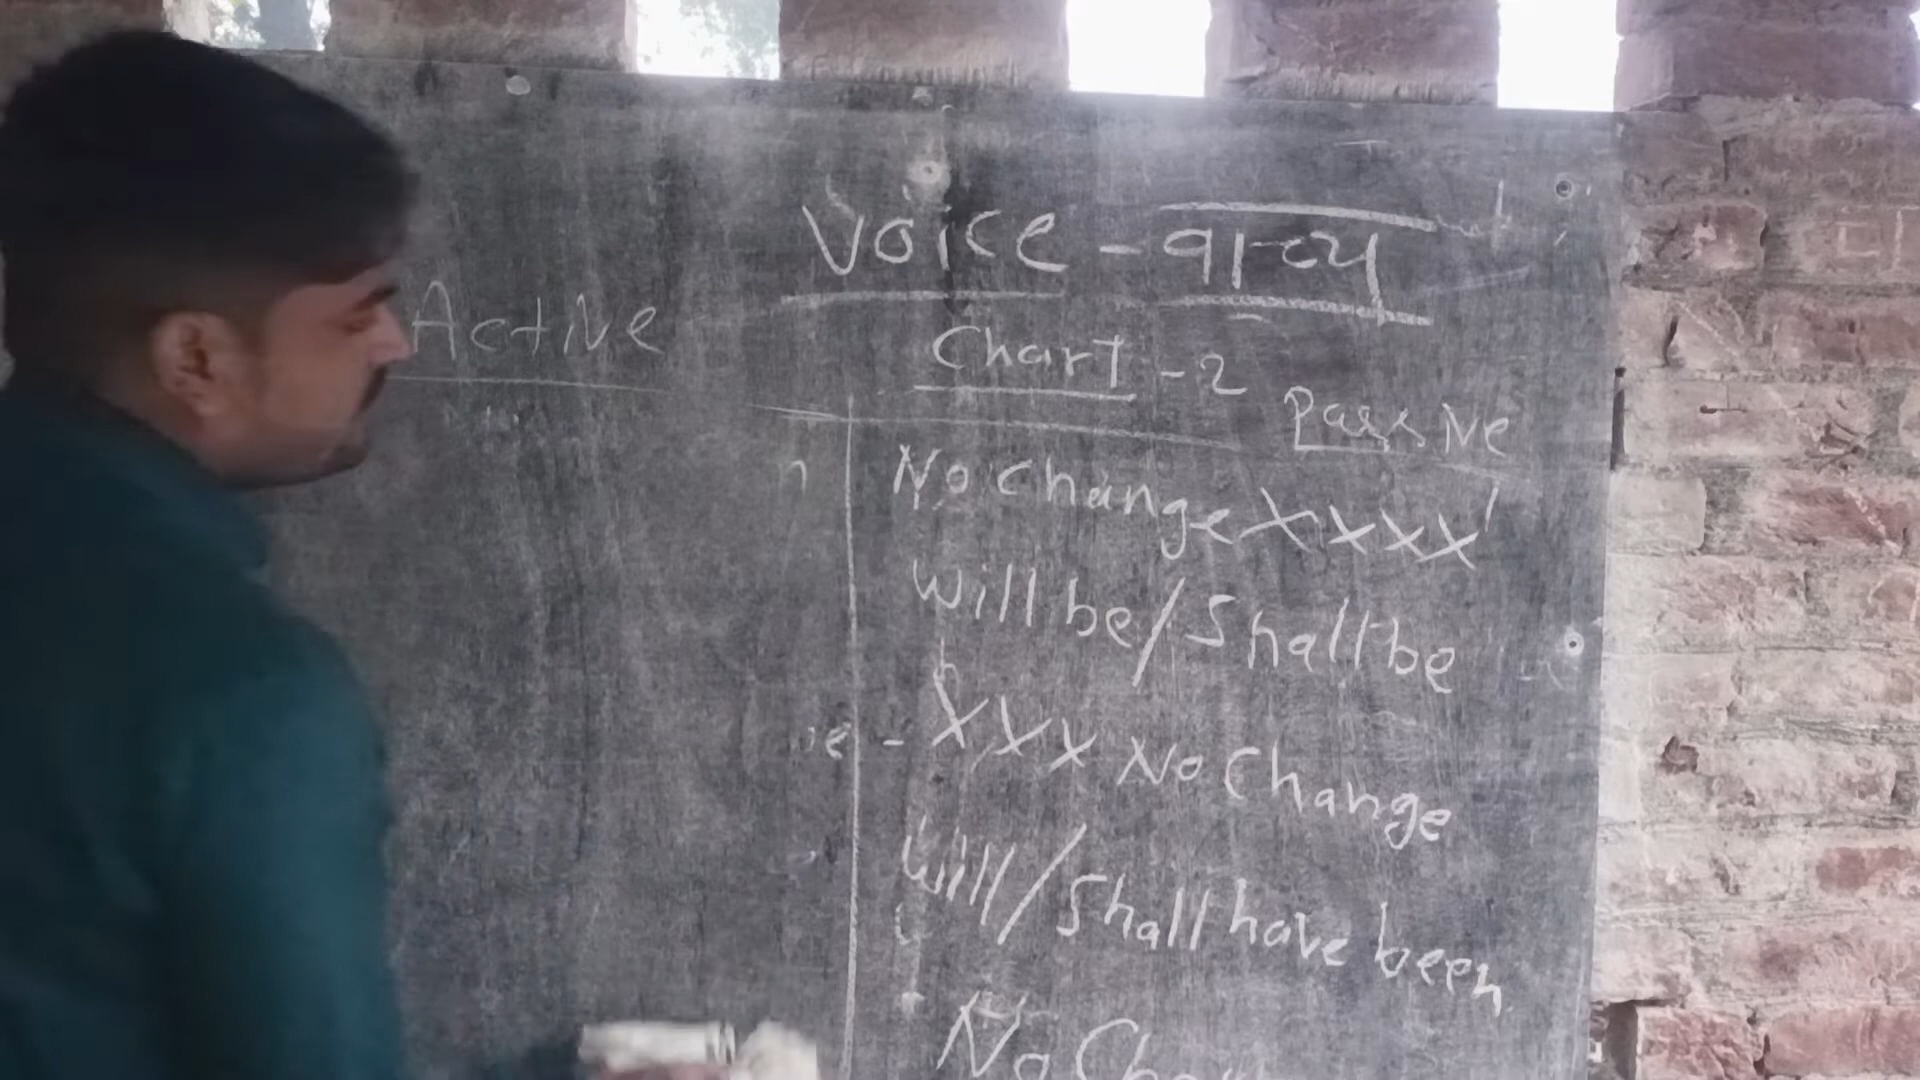 Voice - वाच्य
Active
Chart - 2
Passive
No Change XXXX
Will be/Shall be
XXX No Change
Will/Shall have been
No